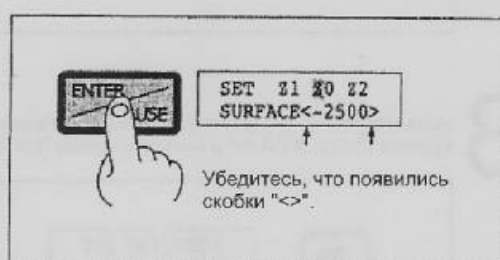 ENTER
USE
SET Z1 Z0 Z2
SURFACE<-2500>
Убедитесь, что появились
скобки "<>".